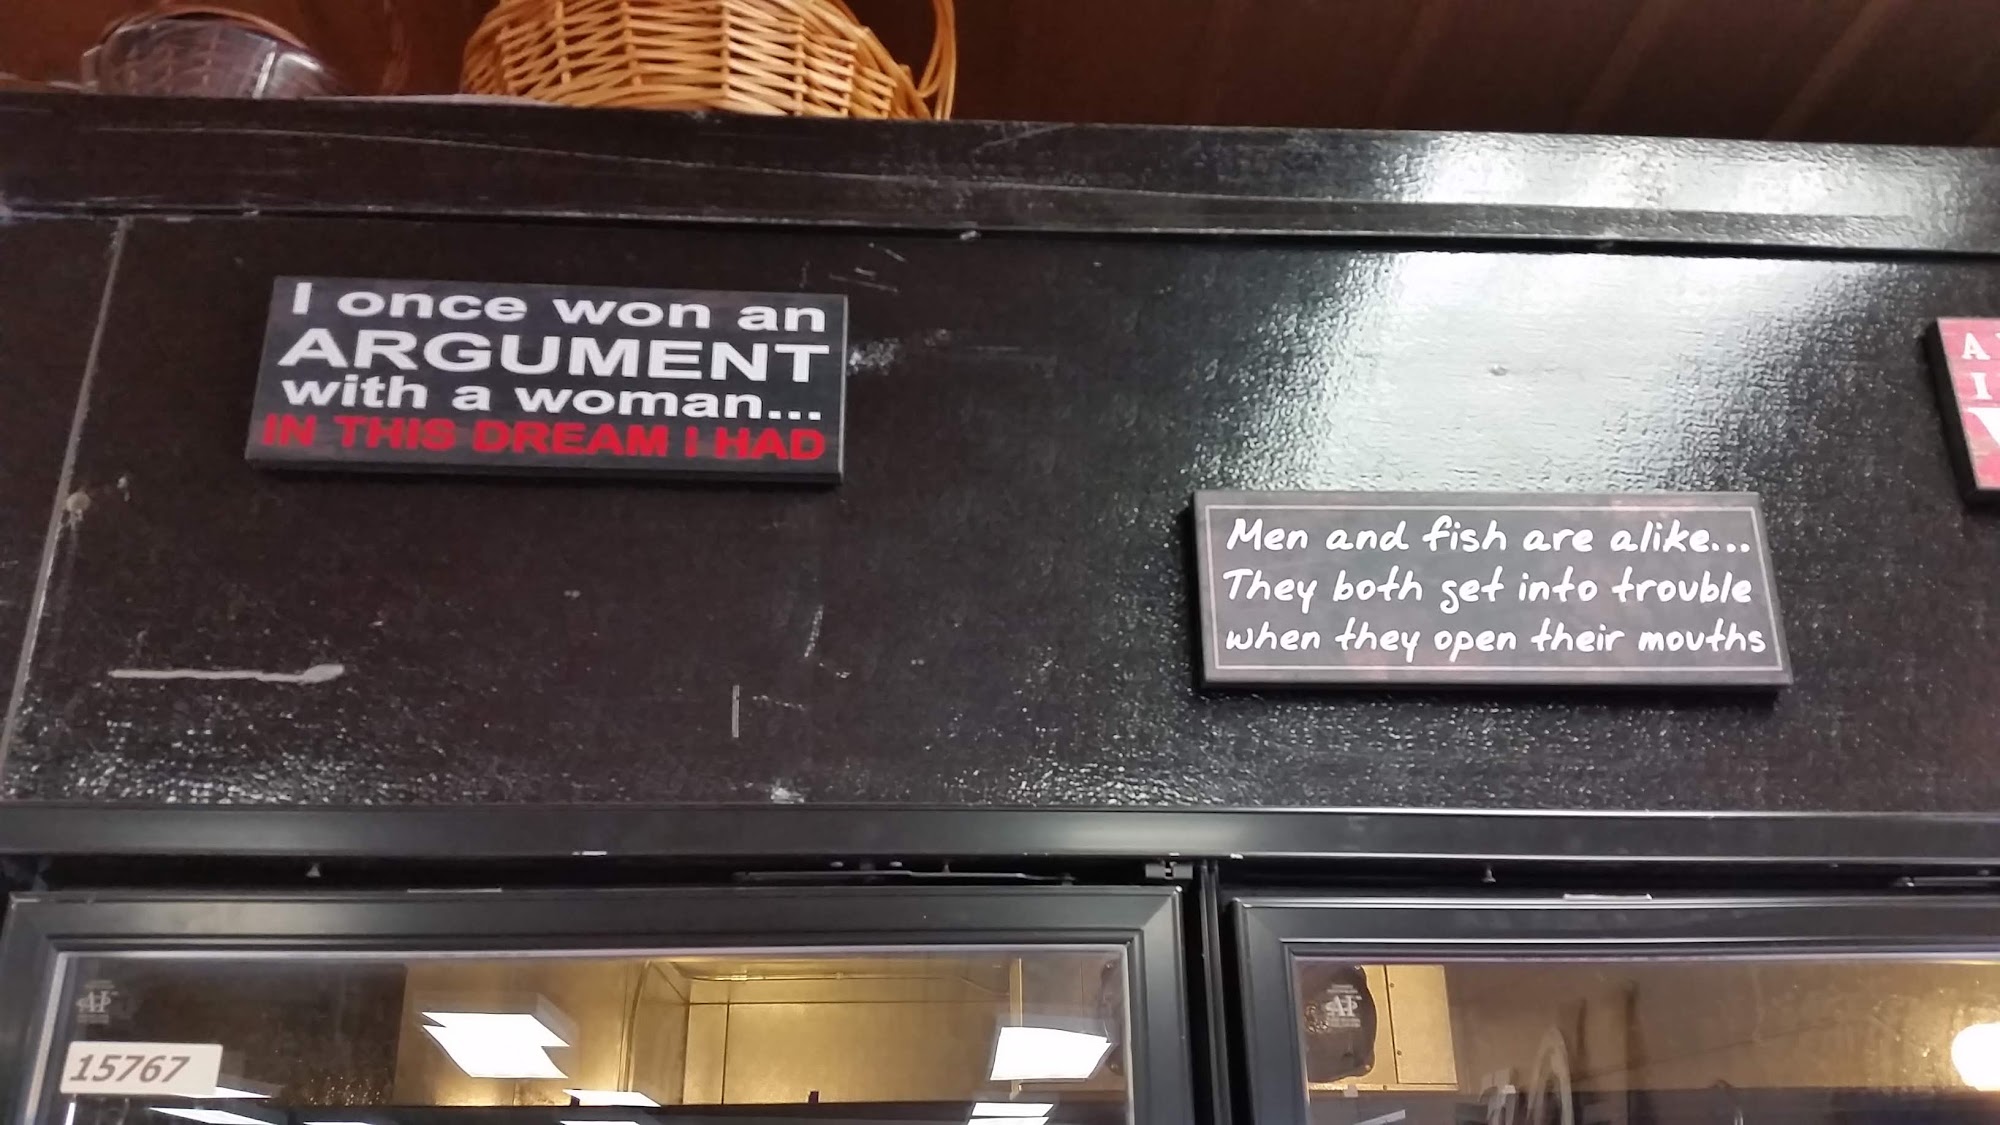 I once won an
ARGUMENT
with a woman...
IN THIS DREAM I HAD
Men and fish are alike...
They both get into trouble
when they open their mouths
A
I
15767